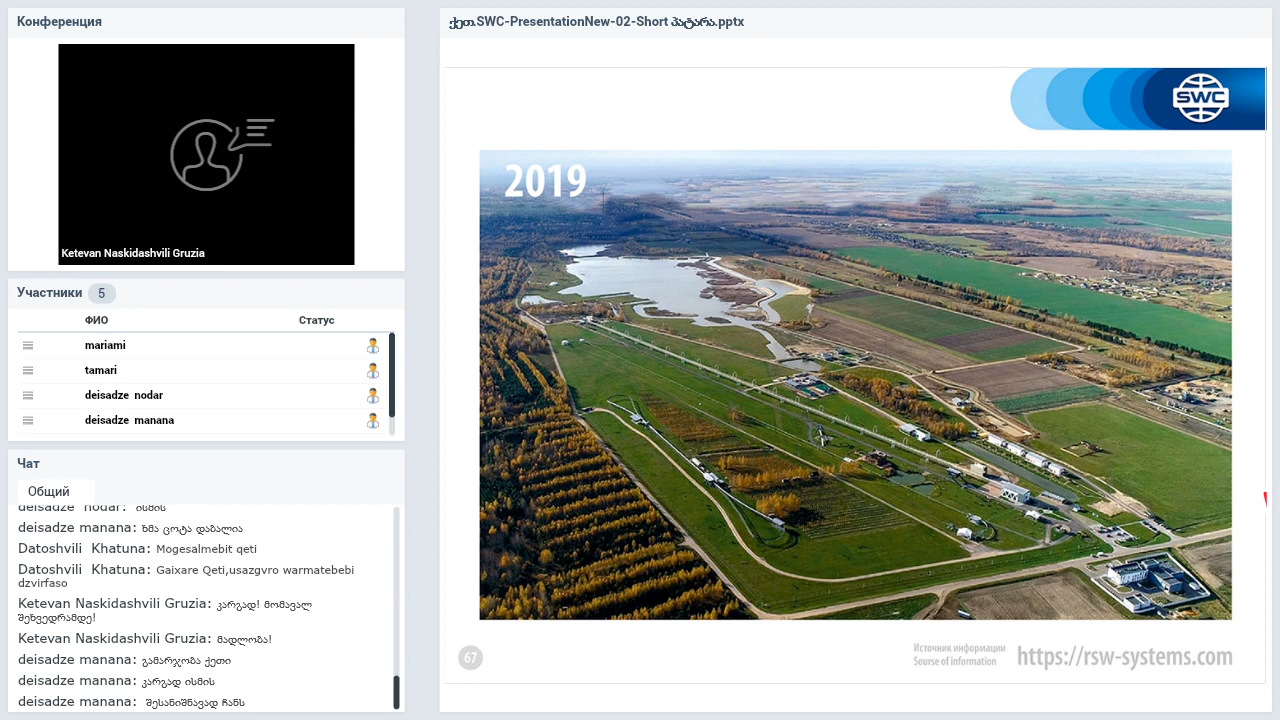 Конференция
Ketevan Naskidashvili Gruzia
Участники 5
ФИО Статус
mariami
tamari
deisadze nodar
deisadze manana
Чат
Общий
deisadze nodar: ისმის
deisadze manana: ხმა ცოტა დაბალია
Datoshvili Khatuna: Mogesalmebit qeti
Datoshvili Khatuna: Gaixare Qeti,usazgvro warmatebebi
dzvirfaso
Ketevan Naskidashvili Gruzia: კარგად! მომავალ
შეხვედრამდე!
Ketevan Naskidashvili Gruzia: მადლობა!
deisadze manana: გამარჯობა ქეთი
deisadze manana: კარგად ისმის
deisadze manana: შესანიშნავად ჩანს
ქეთ.SWC-PresentationNew-02-Short პატარა.pptx
SWC
2019
67
Источник информации
Sourse of information
https://rsw-systems.com